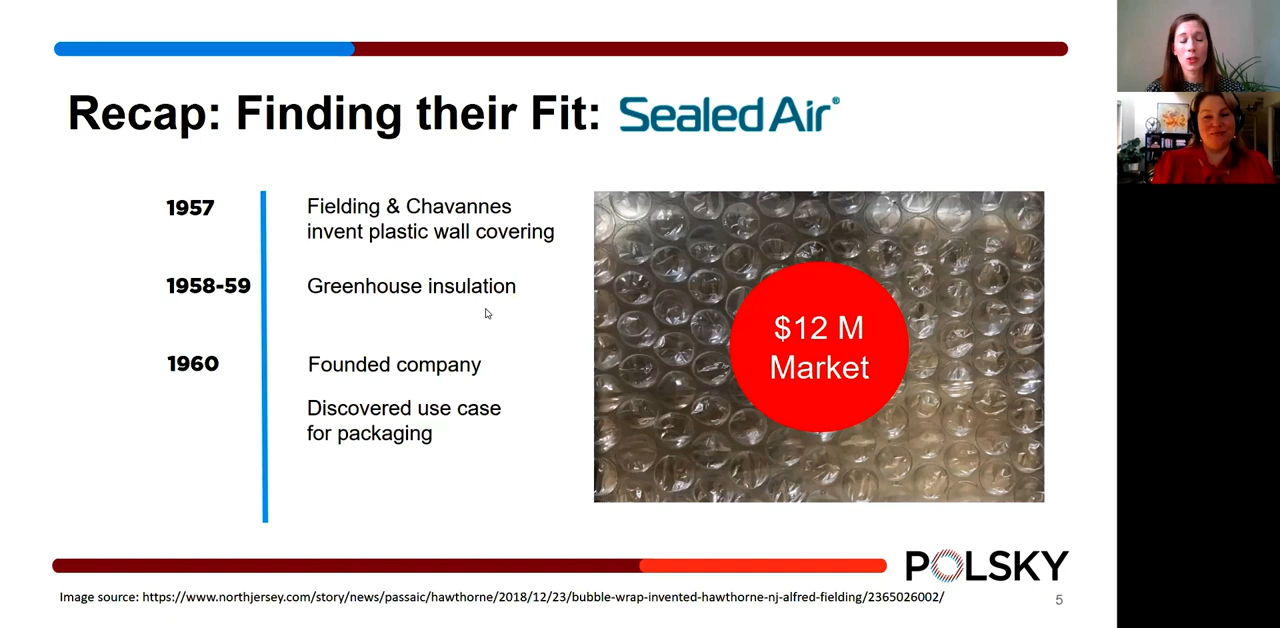 Recap: Finding their Fit: Sealed Air®
1957
Fielding & Chavannes
invent plastic wall covering
1958-59
Greenhouse insulation
1960
Founded company
Discovered use case
for packaging
$12 M
Market
POLSKY
Image source: https://www.northjersey.com/story/news/passaic/hawthorne/2018/12/23/bubble-wrap-invented-hawthorne-nj-alfred-fielding/2365026002/
5